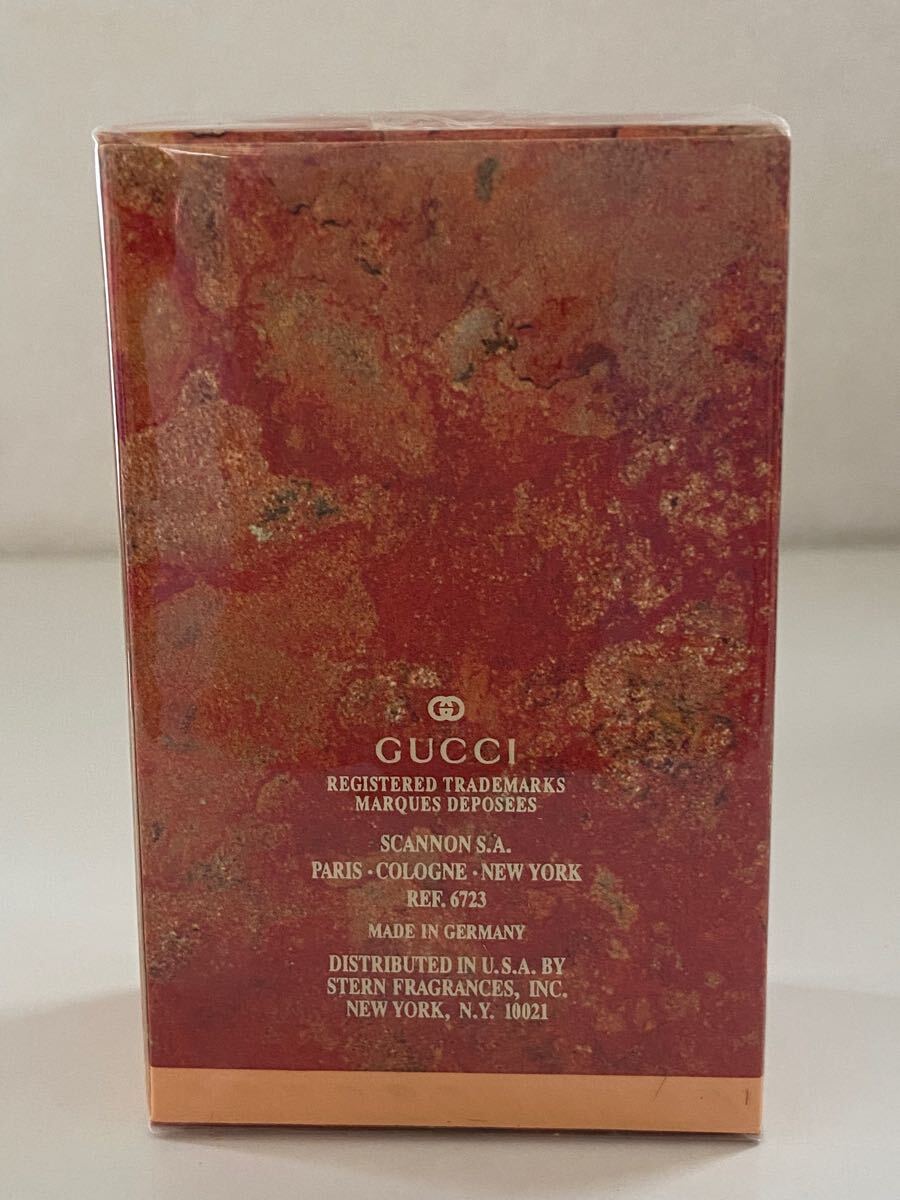 GUCCI
REGISTERED TRADEMARKS
MARQUES DEPOSEES
SCANNON S.A.
PARIS · COLOGNE · NEW YORK
REF. 6723
MADE IN GERMANY
DISTRIBUTED IN U.S.A. BY
STERN FRAGRANCES, INC.
NEW YORK, N.Y. 10021